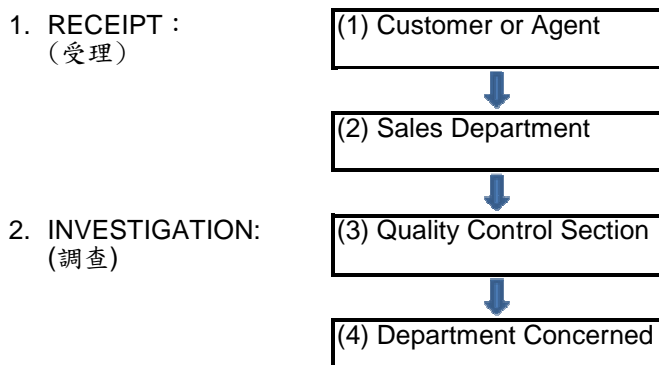 1. RECEIPT：
(受理）
(1) Customer or Agent
(2) Sales Department
2. INVESTIGATION:
(調查)
(3) Quality Control Section
(4) Department Concerned